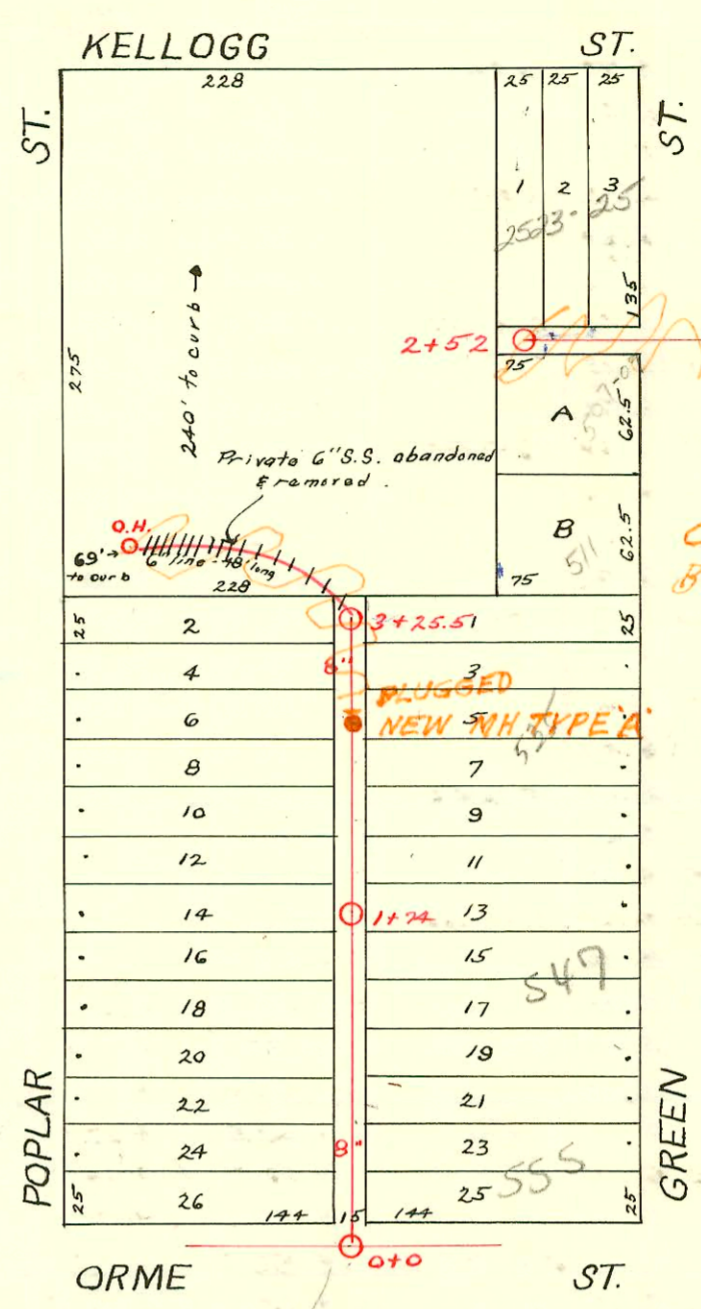 KELLOGG ST.
228
25 25 25
ST.
ST.
1 2 3
2523-25
135
275
240' to curb
2+52
75
A
62.5
Private 6" S.S. abandoned
& removed.
B
62.5
511
75
O.H.
69'
to curb
6" line - 48' long
228
25 2 3+25.5 1 25
8"
4 3
PLUGGED
6 5
NEW MH TYPE 'A'
8 7
10 9
12 11
14 1+74 13
16 15
547
18 17
20 19
22 21
24 8" 23
555
25 26 25 25
144 15 144
POPLAR
GREEN
0+0
ORME ST.